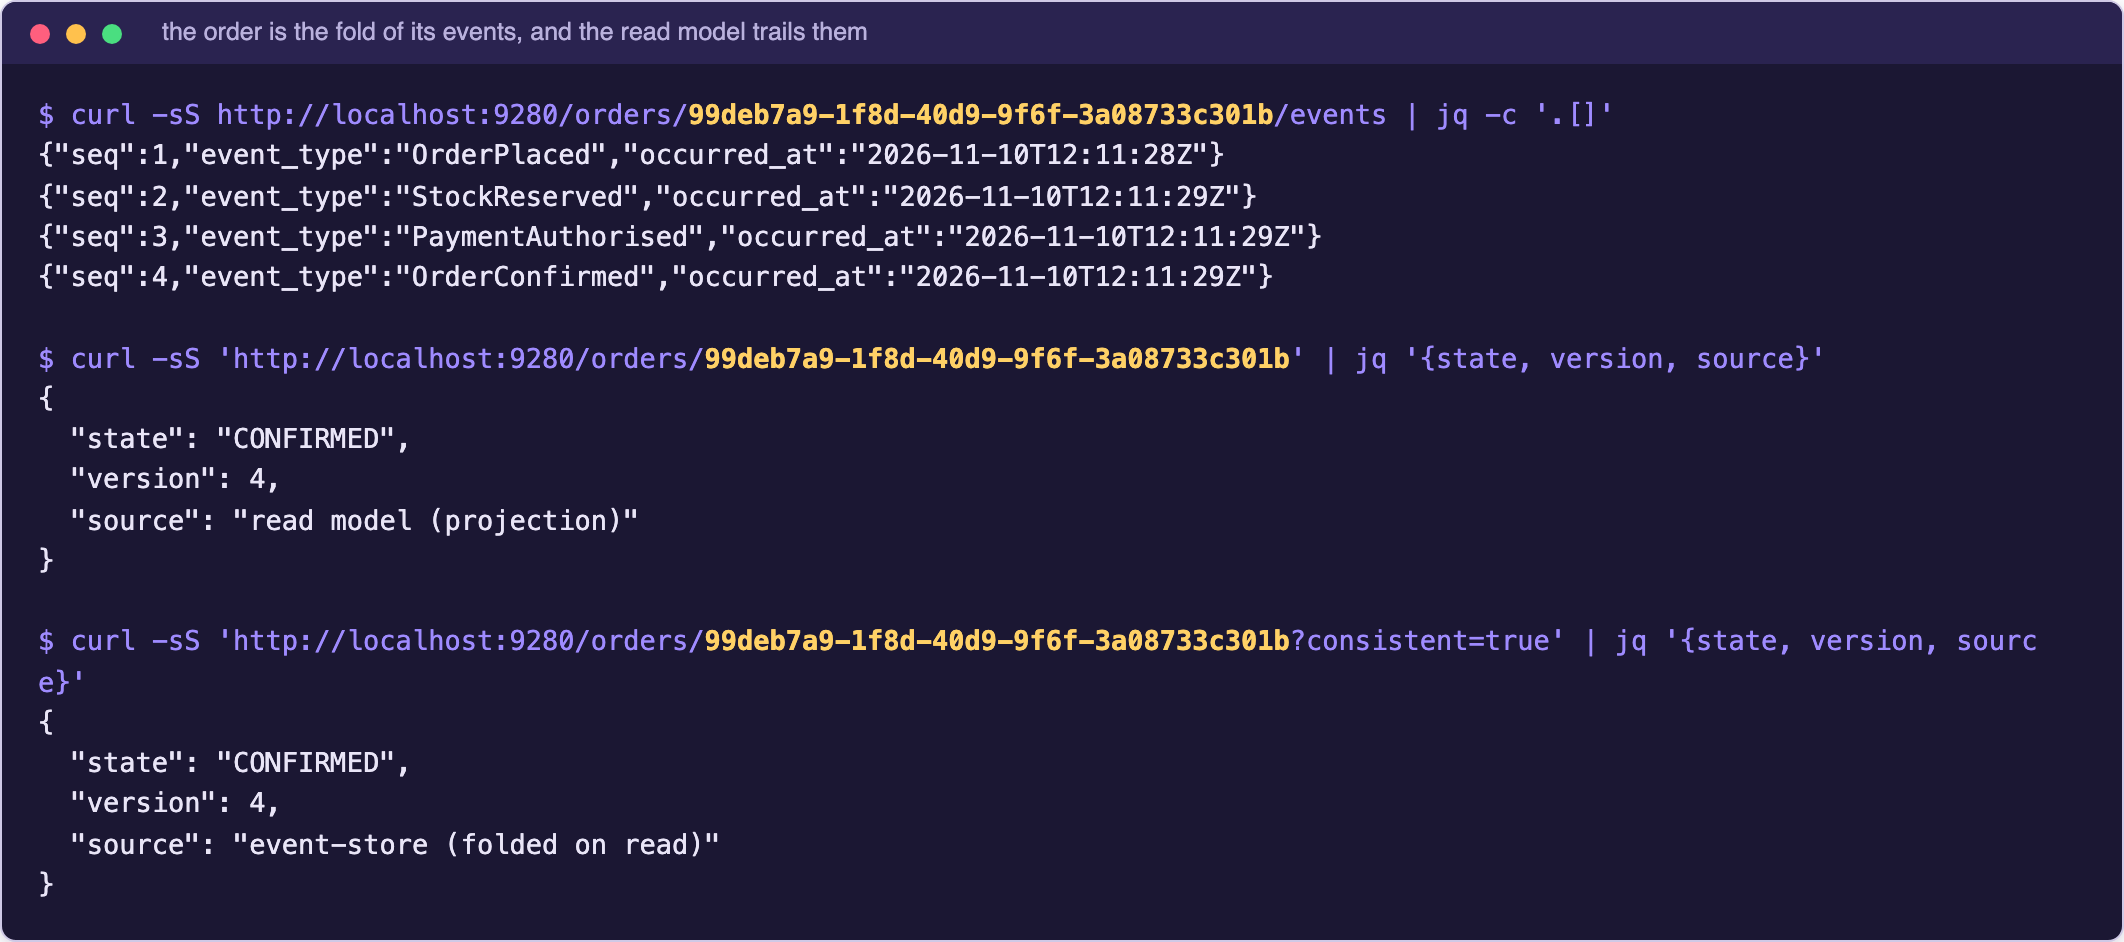 the order is the fold of its events, and the read model trails them
$ curl -sS http://localhost:9280/orders/99deb7a9-1f8d-40d9-9f6f-3a08733c301b/events | jq -c '.[]'
{"seq":1,"event_type":"OrderPlaced","occurred_at":"2026-11-10T12:11:28Z"}
{"seq":2,"event_type":"StockReserved","occurred_at":"2026-11-10T12:11:29Z"}
{"seq":3,"event_type":"PaymentAuthorised","occurred_at":"2026-11-10T12:11:29Z"}
{"seq":4,"event_type":"OrderConfirmed","occurred_at":"2026-11-10T12:11:29Z"}
$ curl -sS 'http://localhost:9280/orders/99deb7a9-1f8d-40d9-9f6f-3a08733c301b' | jq '{state, version, source}'
{
  "state": "CONFIRMED",
  "version": 4,
  "source": "read model (projection)"
}
$ curl -sS 'http://localhost:9280/orders/99deb7a9-1f8d-40d9-9f6f-3a08733c301b?consistent=true' | jq '{state, version, sourc
e}'
{
  "state": "CONFIRMED",
  "version": 4,
  "source": "event-store (folded on read)"
}